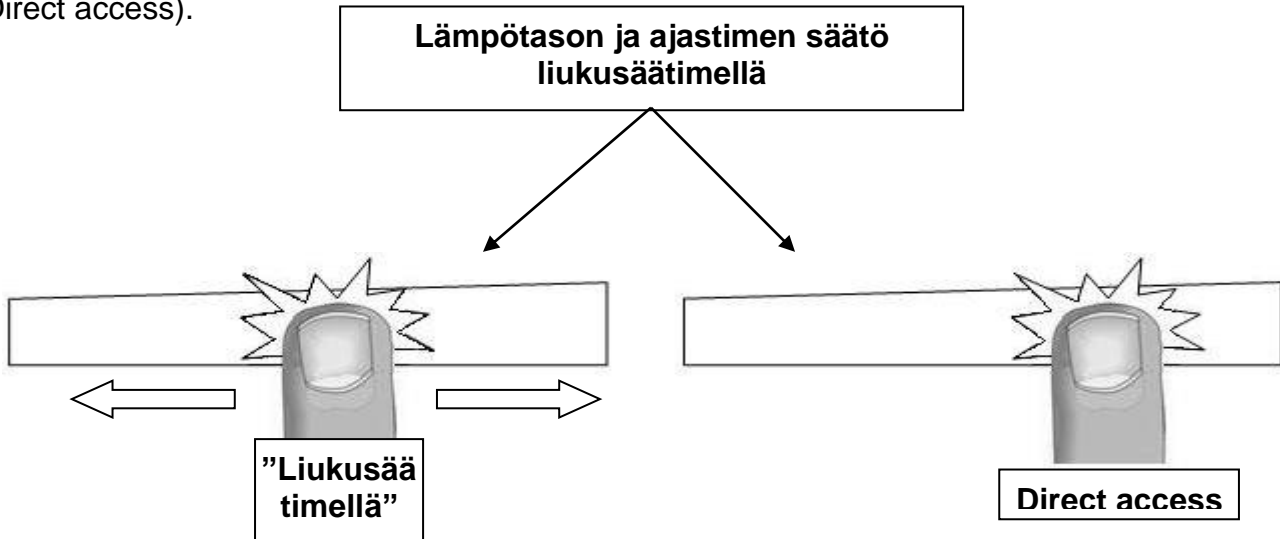 Direct access).
Lämpötason ja ajastimen säätö
liukusäätimellä
”Liukusää
timellä”
Direct access